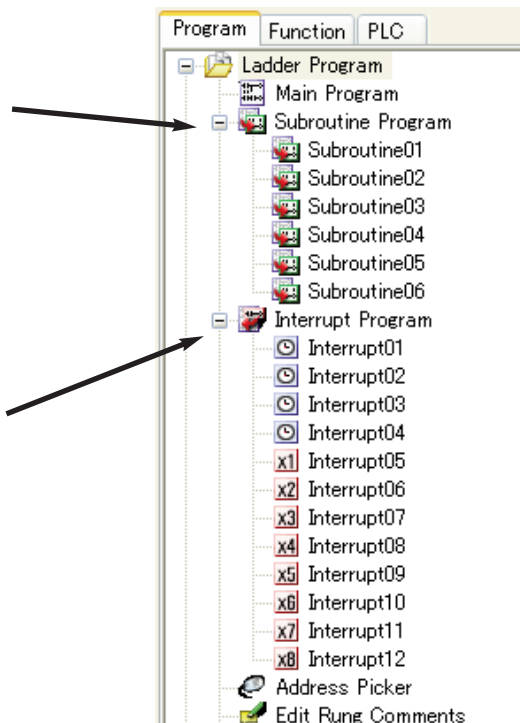 Program Function PLC
Ladder Program
Main Program
Subroutine Program
Subroutine01
Subroutine02
Subroutine03
Subroutine04
Subroutine05
Subroutine06
Interrupt Program
Interrupt01
Interrupt02
Interrupt03
Interrupt04
x1 Interrupt05
x2 Interrupt06
x3 Interrupt07
x4 Interrupt08
x5 Interrupt09
x6 Interrupt10
x7 Interrupt11
x8 Interrupt12
Address Picker
Edit Rung Comments